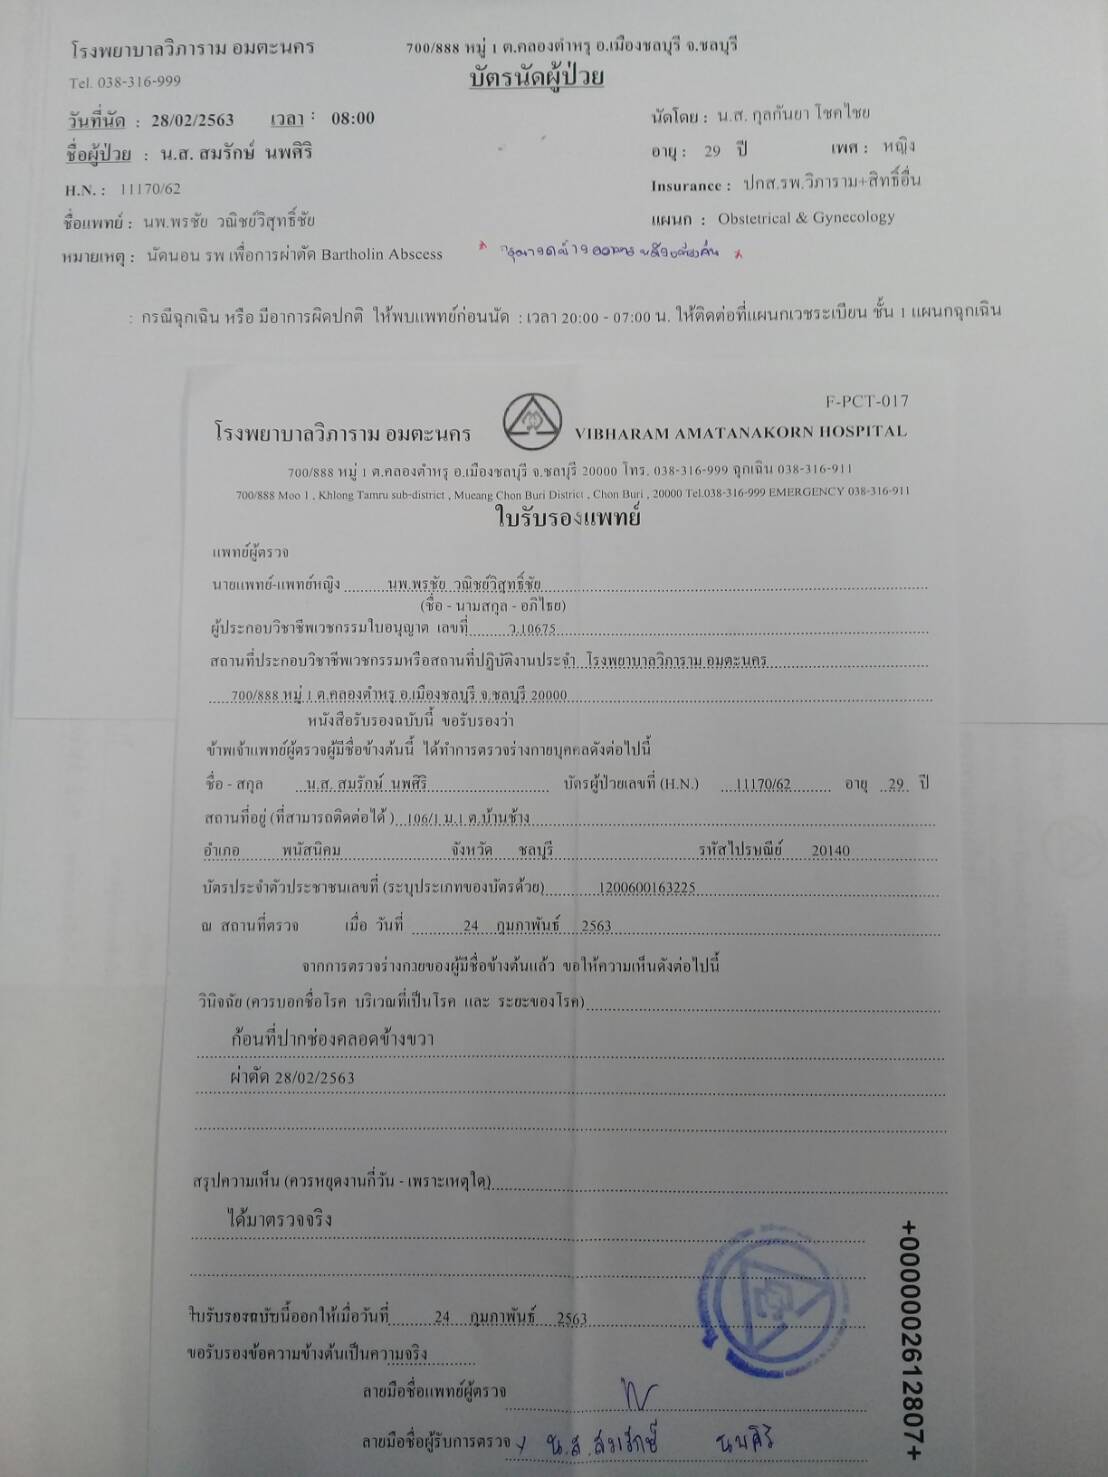 โรงพยาบาลวิภาราม อมตะนคร 700/888 หมู่ 1 ต.คลองตำหรุ อ.เมืองชลบุรี จ.ชลบุรี
Tel. 038-316-999 บัตรนัดผู้ป่วย
วันที่นัด : 28/02/2563 เวลา : 08:00 นัดโดย : น.ส. กุลกันยา โชคไชย
ชื่อผู้ป่วย : น.ส. สมรักษ์ นพศิริ อายุ : 29 ปี เพศ : หญิง
H.N. : 11170/62 Insurance : ปกส.รพ.วิภาราม+สิทธิ์อื่น
ชื่อแพทย์ : นพ.พรชัย วณิชย์วิสุทธิ์ชัย แผนก : Obstetrical & Gynecology
หมายเหตุ : นัดนอน รพ เพื่อการผ่าตัด Bartholin Abscess * หลังเที่ยงคืน *
: กรณีฉุกเฉิน หรือ มีอาการผิดปกติ ให้พบแพทย์ก่อนนัด : เวลา 20:00 - 07:00 น. ให้ติดต่อที่แผนกเวชระเบียน ชั้น 1 แผนกฉุกเฉิน
F-PCT-017
โรงพยาบาลวิภาราม อมตะนคร VIBHARAM AMATANAKORN HOSPITAL
700/888 หมู่ 1 ต.คลองตำหรุ อ.เมืองชลบุรี จ.ชลบุรี 20000 โทร. 038-316-999 ฉุกเฉิน 038-316-911
700/888 Moo 1 , Khlong Tamru sub-district , Mueang Chon Buri District , Chon Buri , 20000 Tel.038-316-999 EMERGENCY 038-316-911
ใบรับรองแพทย์
แพทย์ผู้ตรวจ
นายแพทย์-แพทย์หญิง นพ.พรชัย วณิชย์วิสุทธิ์ชัย
(ชื่อ - นามสกุล - อภิไธย)
ผู้ประกอบวิชาชีพเวชกรรมใบอนุญาต เลขที่ ว.10675
สถานที่ประกอบวิชาชีพเวชกรรมหรือสถานที่ปฏิบัติงานประจำ โรงพยาบาลวิภาราม อมตะนคร
700/888 หมู่ 1 ต.คลองตำหรุ อ.เมืองชลบุรี จ.ชลบุรี 20000
หนังสือรับรองฉบับนี้ ขอรับรองว่า
ข้าพเจ้าแพทย์ผู้ตรวจผู้มีชื่อข้างต้นนี้ ได้ทำการตรวจร่างกายบุคคลดังต่อไปนี้
ชื่อ - สกุล น.ส. สมรักษ์ นพศิริ บัตรผู้ป่วยเลขที่ (H.N.) 11170/62 อายุ 29 ปี
สถานที่อยู่ (ที่สามารถติดต่อได้ ) 106/1 ม.1 ต.บ้านช้าง
อำเภอ พนัสนิคม จังหวัด ชลบุรี รหัสไปรษณีย์ 20140
บัตรประจำตัวประชาชนเลขที่ (ระบุประเภทของบัตรด้วย) 1200600163225
ณ สถานที่ตรวจ เมื่อ วันที่ 24 กุมภาพันธ์ 2563
จากการตรวจร่างกายของผู้มีชื่อข้างต้นแล้ว ขอให้ความเห็นดังต่อไปนี้
วินิจฉัย (ควรบอกชื่อโรค บริเวณที่เป็นโรค และ ระยะของโรค)
ก้อนที่ปากช่องคลอดข้างขวา
ผ่าตัด 28/02/2563
สรุปความเห็น (ควรหยุดงานกี่วัน - เพราะเหตุใด)
ได้มาตรวจจริง
ใบรับรองฉบับนี้ออกให้เมื่อวันที่ 24 กุมภาพันธ์ 2563
ขอรับรองข้อความข้างต้นเป็นความจริง
ลายมือชื่อแพทย์ผู้ตรวจ
ลายมือชื่อผู้รับการตรวจ น.ส.สมรักษ์ นพศิริ
+0000002612807+